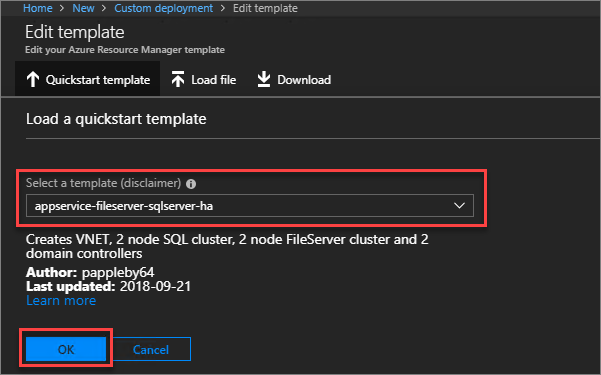 Home > New > Custom deployment > Edit template
Edit template
Edit your Azure Resource Manager template
Quickstart template Load file Download
Load a quickstart template
Select a template (disclaimer)
appservice-fileserver-sqlserver-ha
Creates VNET, 2 node SQL cluster, 2 node FileServer cluster and 2
domain controllers
Author: pappleby64
Last updated: 2018-09-21
Learn more
OK Cancel